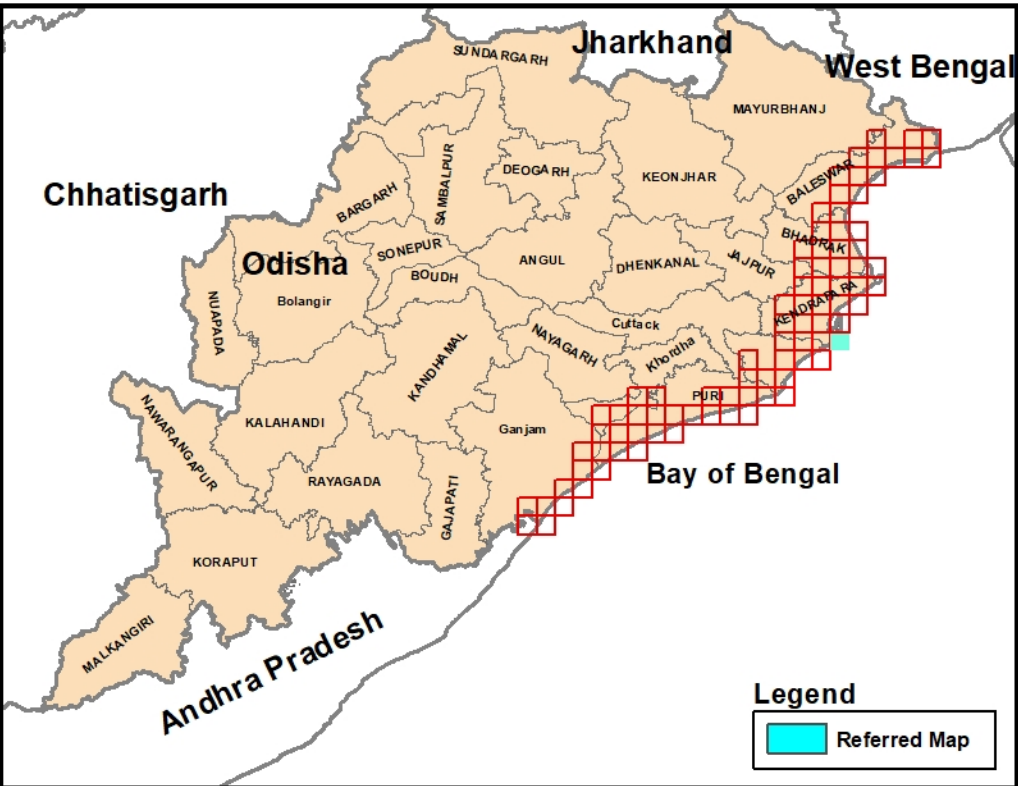 Jharkhand
West Bengal
SUNDARGARH
MAYURBHANJ
DEOGARH
KEONJHAR
SAMBALPUR
BALESWAR
Chhatisgarh
BARGARH
SONEPUR
BHADRAK
Odisha
ANGUL
DHENKANAL
JAJPUR
BOUDH
Bolangir
KENDRAPARA
NUAPADA
Cuttack
NAYAGARH
Khordha
KANDHAMAL
PURI
KALAHANDI
Ganjam
NAWARANGAPUR
Bay of Bengal
RAYAGADA
GAJAPATI
KORAPUT
MALKANGIRI
Andhra Pradesh
Legend
Referred Map